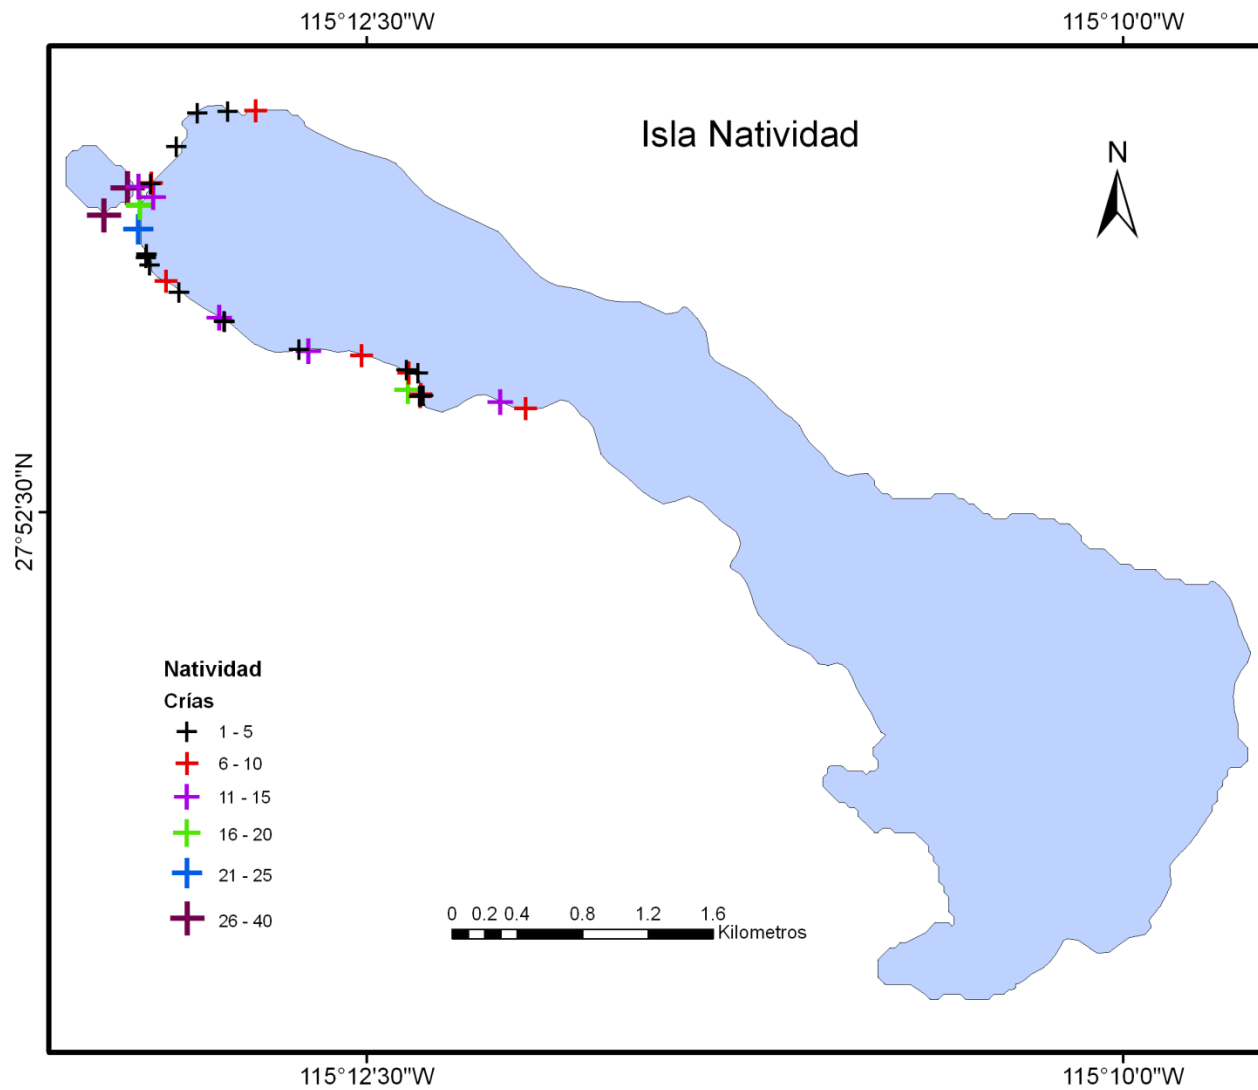 115°12'30"W
115°10'0"W
Isla Natividad
N
27°52'30"N
Natividad
Crías
1 - 5
6 - 10
11 - 15
16 - 20
21 - 25
26 - 40
0 0.2 0.4 0.8 1.2 1.6
Kilometros
115°12'30"W
115°10'0"W